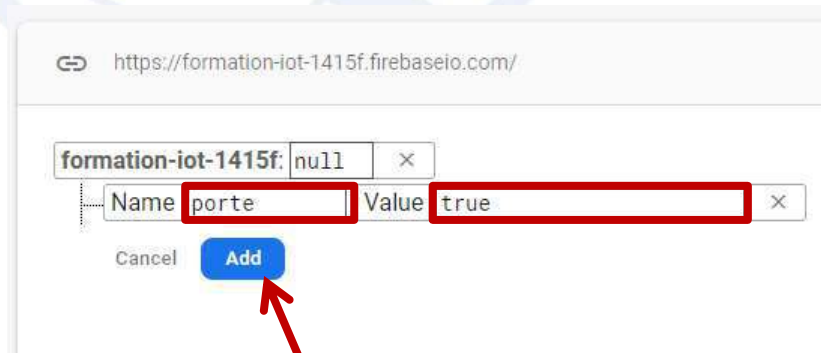 https://formation-iot-1415f.firebaseio.com/
formation-iot-1415f: null ×
Name porte Value true ×
Cancel Add